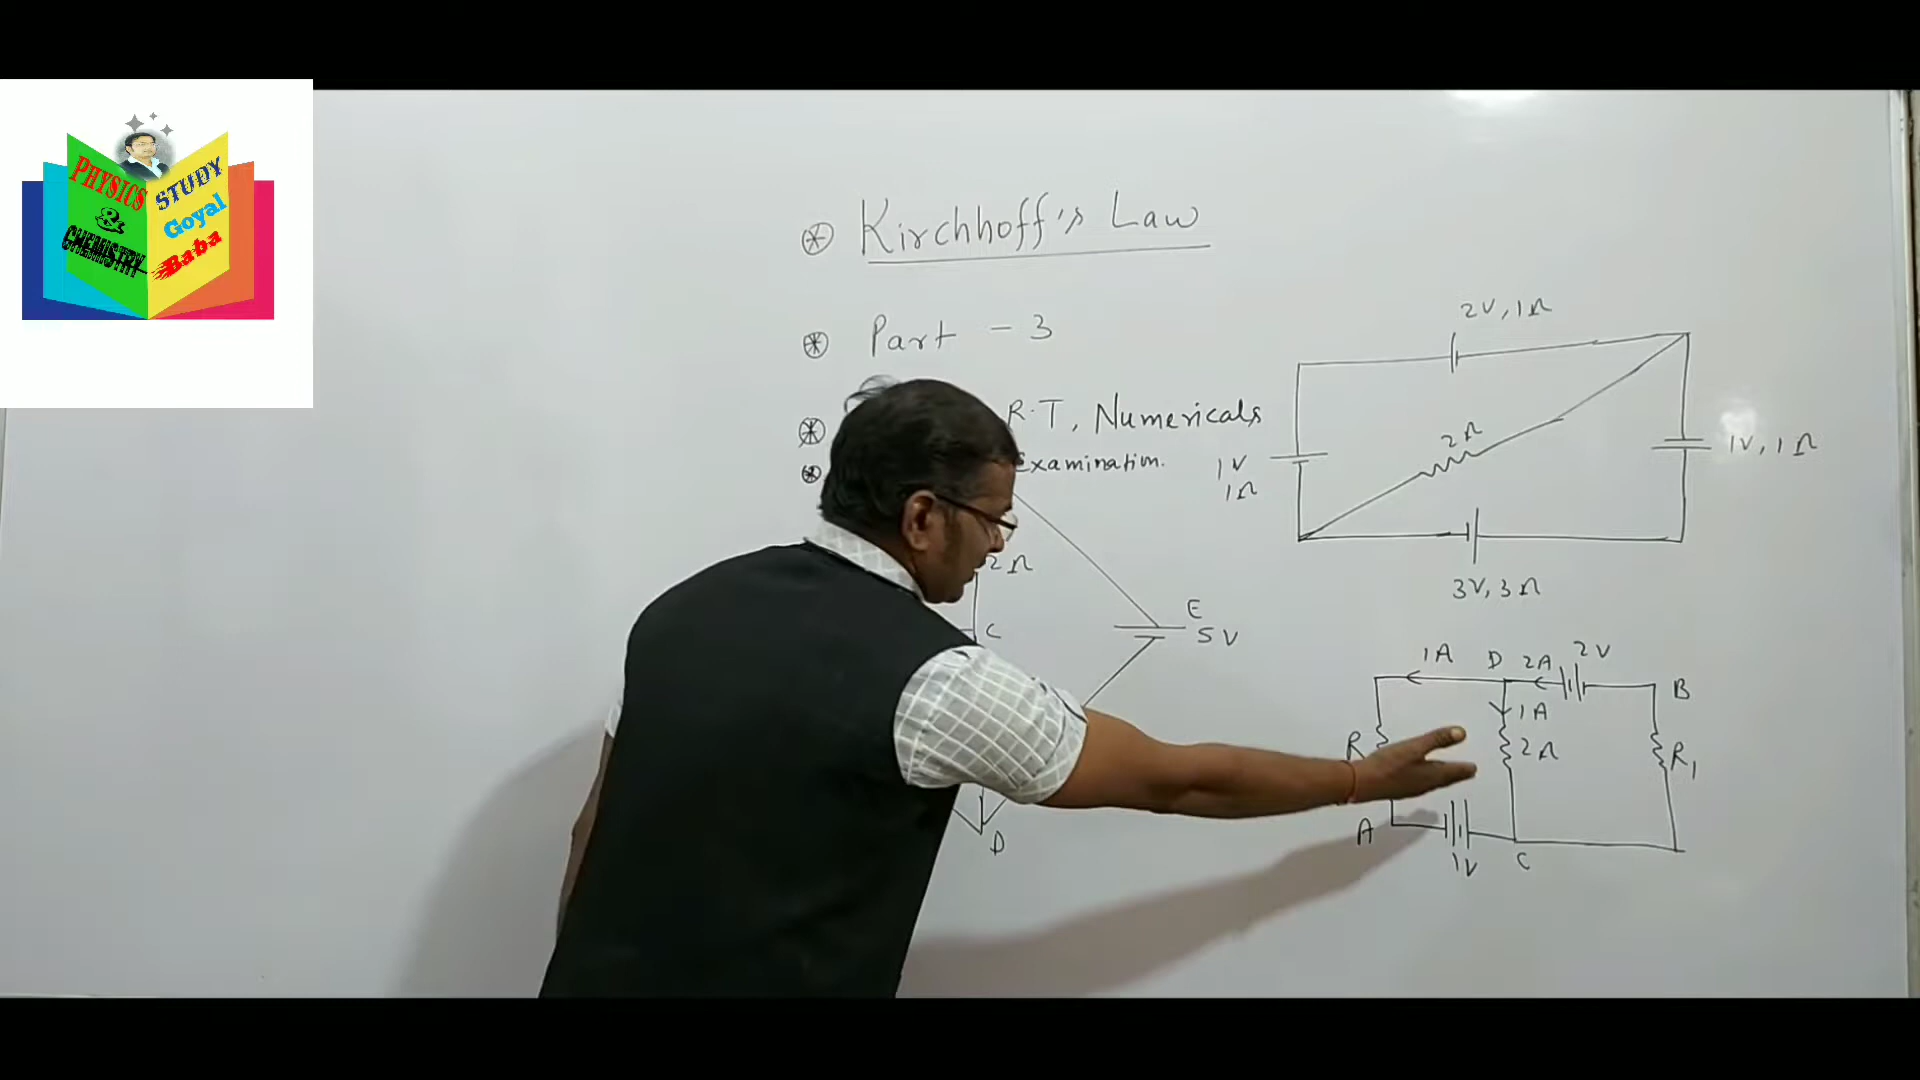 PHYSICS
&
CHEMISTRY
STUDY
Goyal
Baba
Kirchhoff's Law
Part - 3
R.T, Numericals
Examination.
2V, 1Ω
2Ω
1V
1Ω
1V, 1Ω
3V, 3Ω
2Ω
C
E
5V
D
1A D 2A 2V
B
1A
R 2Ω R1
A
1V C